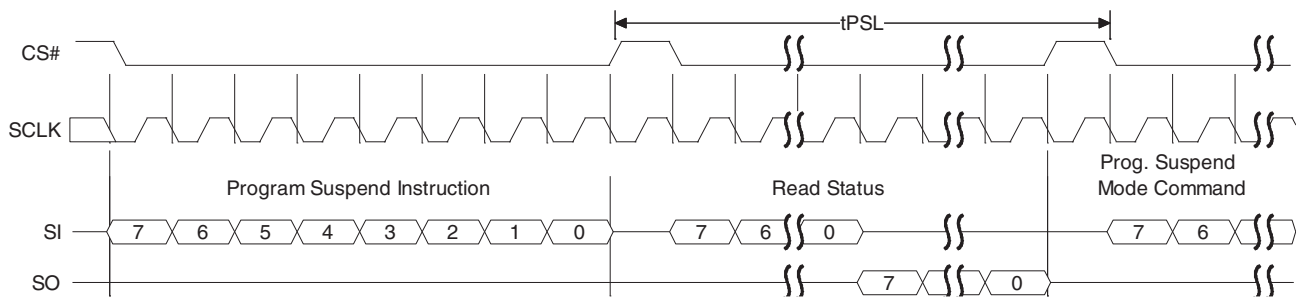 tPSL
CS#
SCLK
Prog. Suspend
Mode Command
Program Suspend Instruction
Read Status
SI
7 6 5 4 3 2 1 0
7 6 0
7 6
SO
7 0